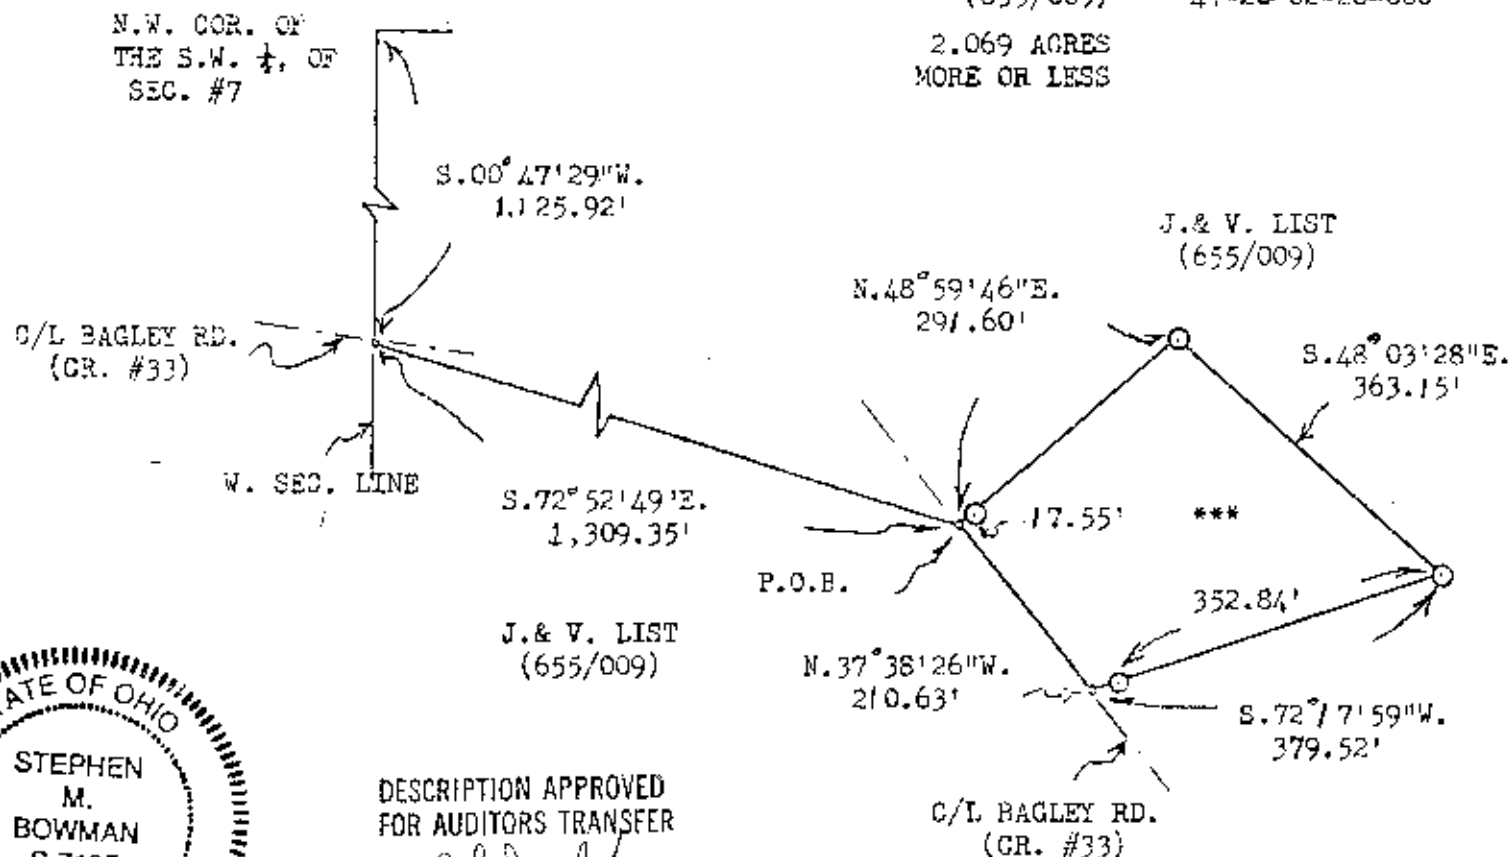 N.W. COR. OF
THE S.W. ¼, OF
SEC. #7
2.069 ACRES
MORE OR LESS
S.00°47'29"W.
1,125.92'
J.& V. LIST
(655/009)
N.48°59'46"E.
291.60'
C/L BAGLEY RD.
(CR. #33)
S.48°03'28"E.
363.15'
W. SEC. LINE
S.72°52'49"E.
1,309.35'
17.55'
***
P.O.B.
352.84'
J.& V. LIST
(655/009)
N.37°38'26"W.
210.63'
S.72°17'59"W.
379.52'
C/L BAGLEY RD.
(CR. #33)
ATE OF OHIO
STEPHEN
M.
BOWMAN
DESCRIPTION APPROVED
FOR AUDITORS TRANSFER